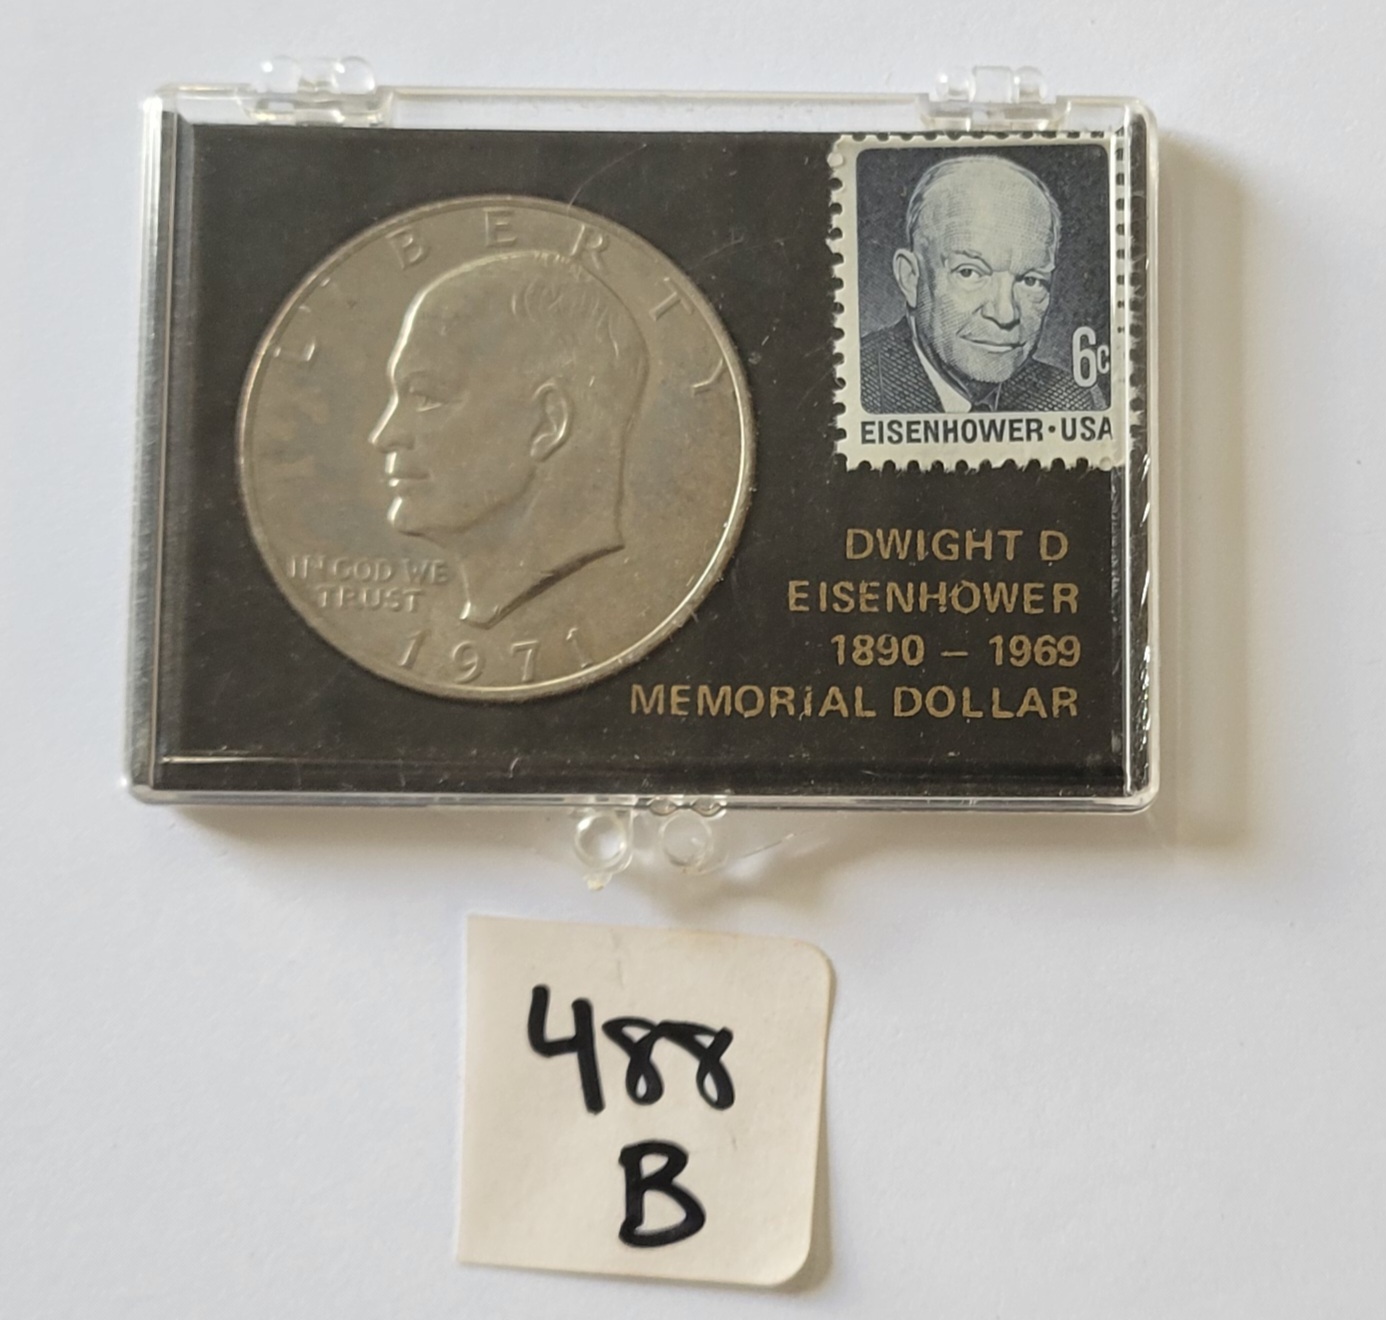 LIBERTY
IN GOD WE
TRUST
1971
6c
EISENHOWER·USA
DWIGHT D
EISENHOWER
1890 – 1969
MEMORIAL DOLLAR
488
B